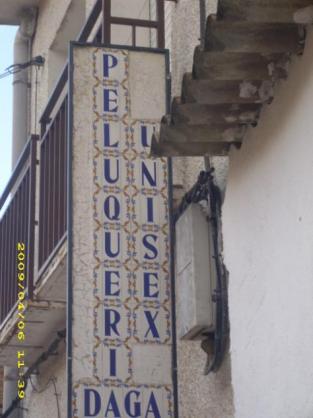 PELUQUERI
UNISEX
DAGA
2009/04/06 11:39